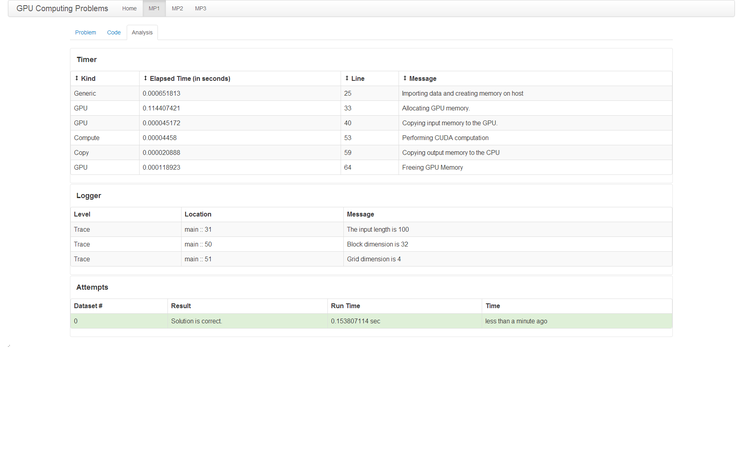 GPU Computing Problems Home MP1 MP2 MP3
Problem Code Analysis
Timer
Kind Elapsed Time (in seconds) Line Message
Generic 0.000651813 25 Importing data and creating memory on host
GPU 0.114407421 33 Allocating GPU memory.
GPU 0.000045172 40 Copying input memory to the GPU.
Compute 0.00004458 53 Performing CUDA computation
Copy 0.000020888 59 Copying output memory to the CPU
GPU 0.000118923 64 Freeing GPU Memory
Logger
Level Location Message
Trace main :: 31 The input length is 100
Trace main :: 50 Block dimension is 32
Trace main :: 51 Grid dimension is 4
Attempts
Dataset # Result Run Time Time
0 Solution is correct. 0.153807114 sec less than a minute ago